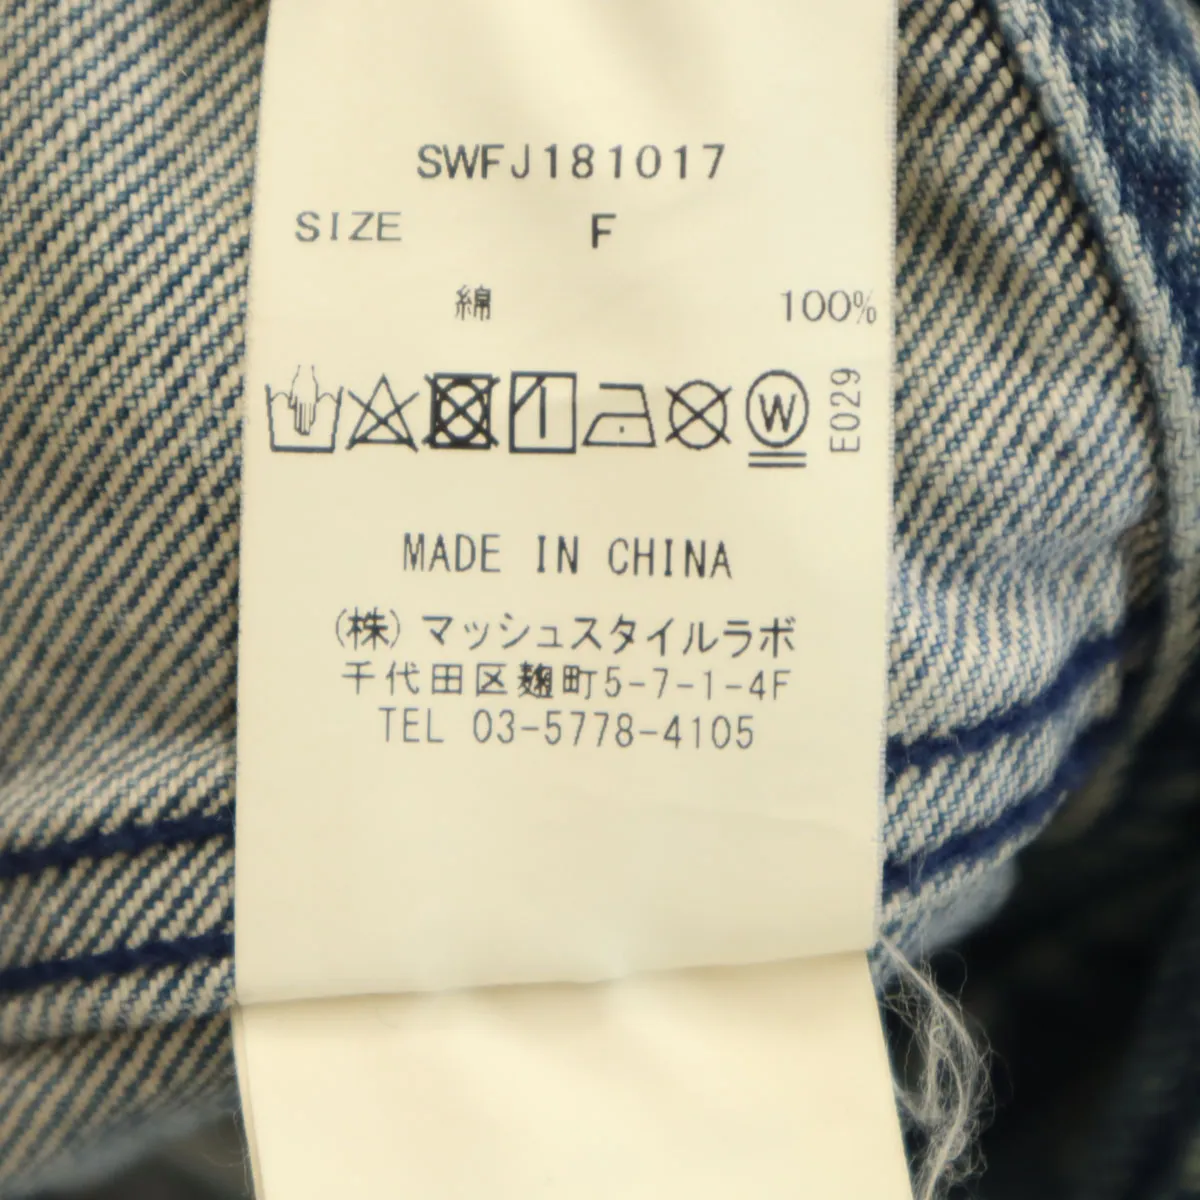 SWFJ181017
SIZE F
綿 100%
W E029
MADE IN CHINA
(株)マッシュスタイルラボ
千代田区麹町5-7-1-4F
TEL 03-5778-4105